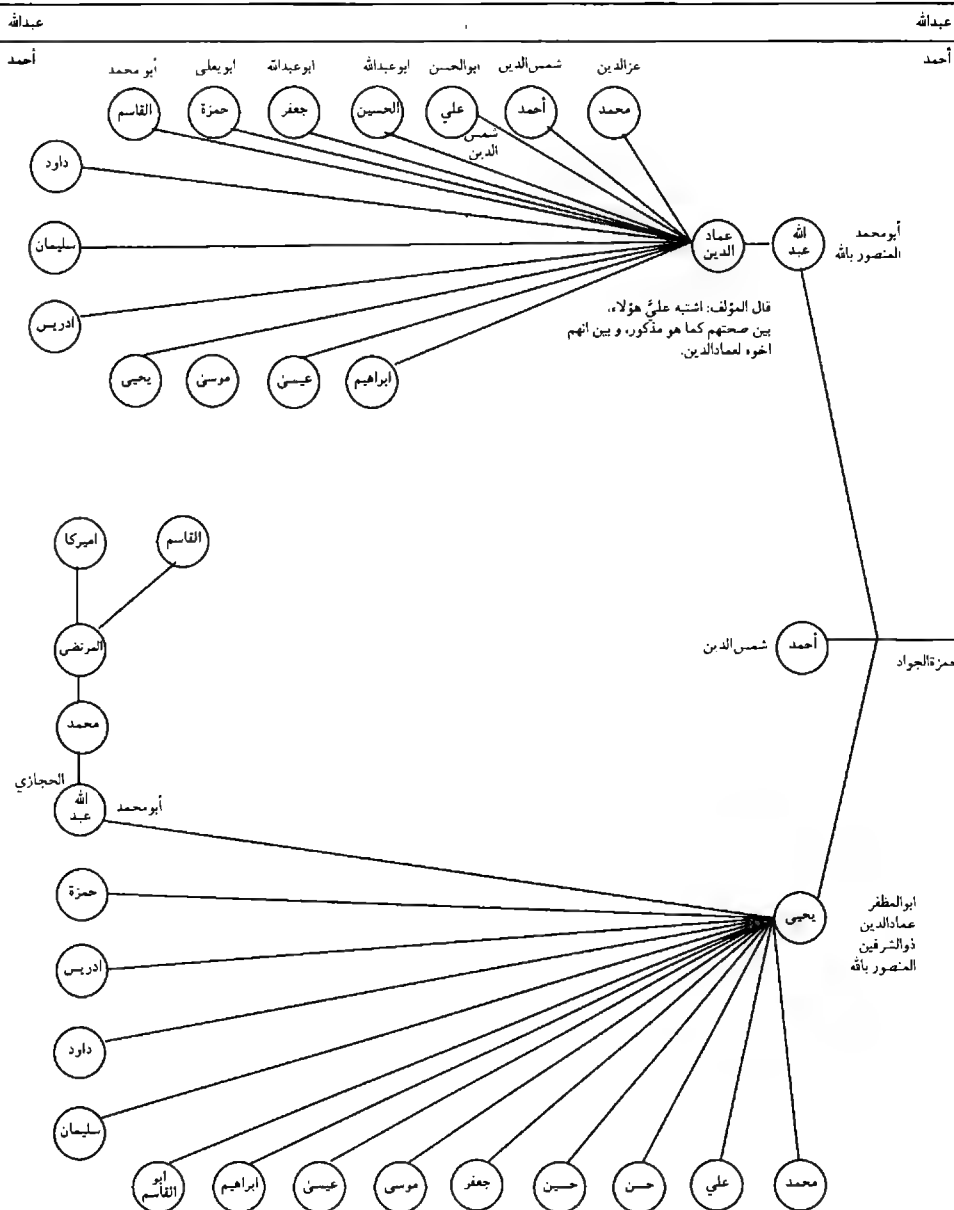 عبدالله
عبدالله
أحمد
أحمد
عزالدين
شمس‌الدين
ابوالحسن
ابوعبدالله
ابوعبدالله
ابويعلى
أبو محمد
محمد
أحمد
علي
الحسين
جعفر
حمزة
القاسم
شمس
الدين
داود
سليمان
ادريس
الله
عبد
عماد
الدين
أبومحمد
المنصور بالله
قال المؤلف: اشتبه عليَّ هؤلاء،
بين صحتهم كما هو مذكور، و بين انهم
اخوه لعمادالدين.
ابراهيم
عيسىٰ
موسىٰ
يحيى
القاسم
اميركا
المرتضى
محمد
الحجازي
الله
عبد
أبومحمد
حمزةالجواد
أحمد
شمس‌الدين
حمزة
ادريس
داود
سليمان
يحيى
ابوالمظفر
عمادالدين
ذوالشرفين
المنصور بالله
محمد
علي
حسن
حسين
جعفر
موسى
عيسىٰ
ابراهيم
ابو
القاسم